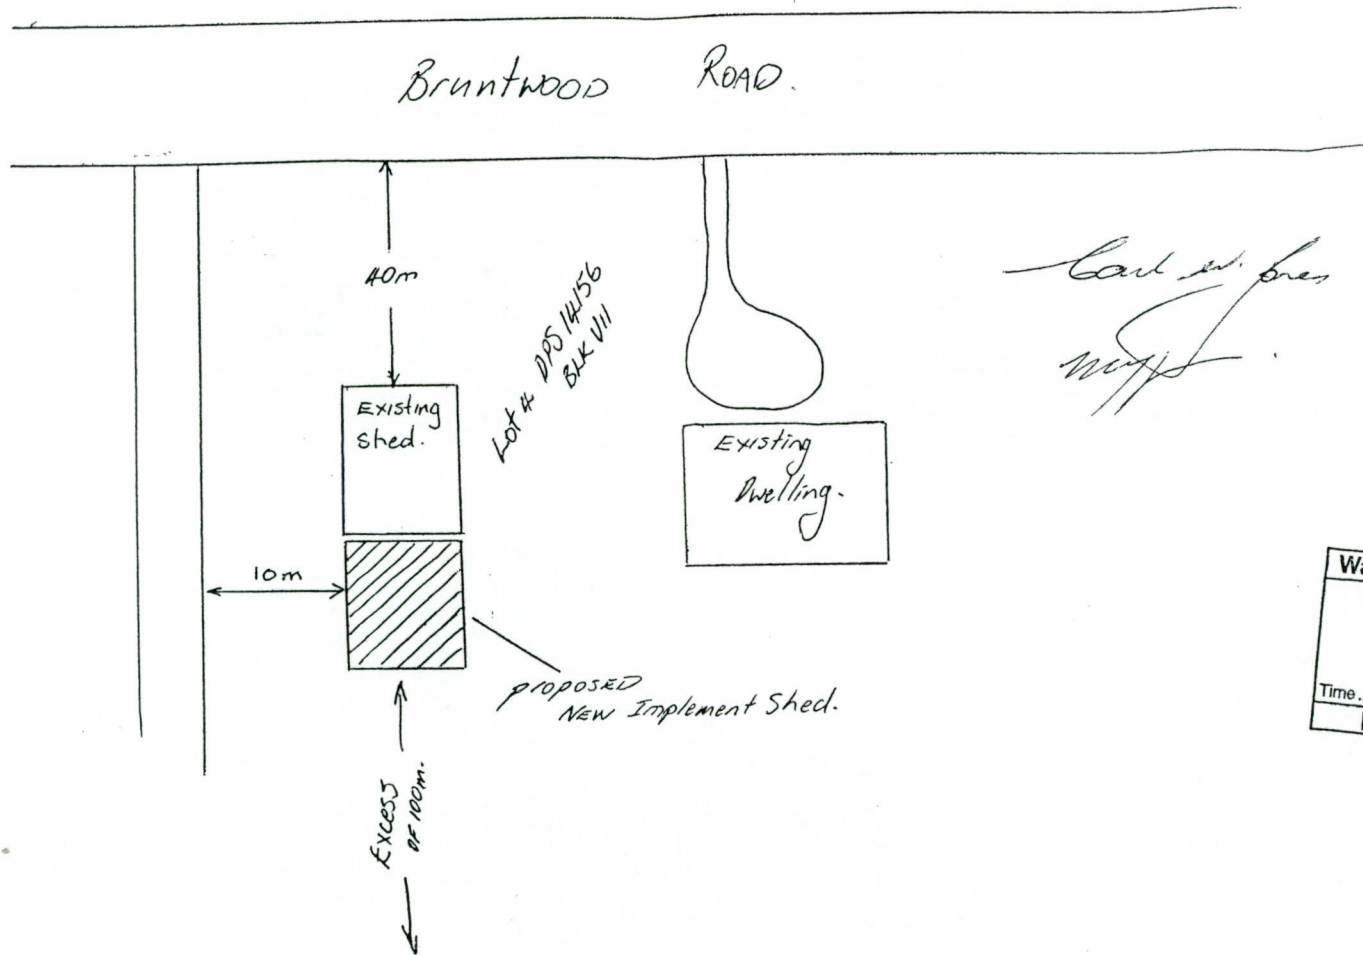 Bruntwood ROAD.
40m
Lot 4 DPS 14156
BLK VII
Existing
Shed.
Existing
Dwelling.
10m
proposed
New Implement Shed.
Excess
of 100m.
Time.